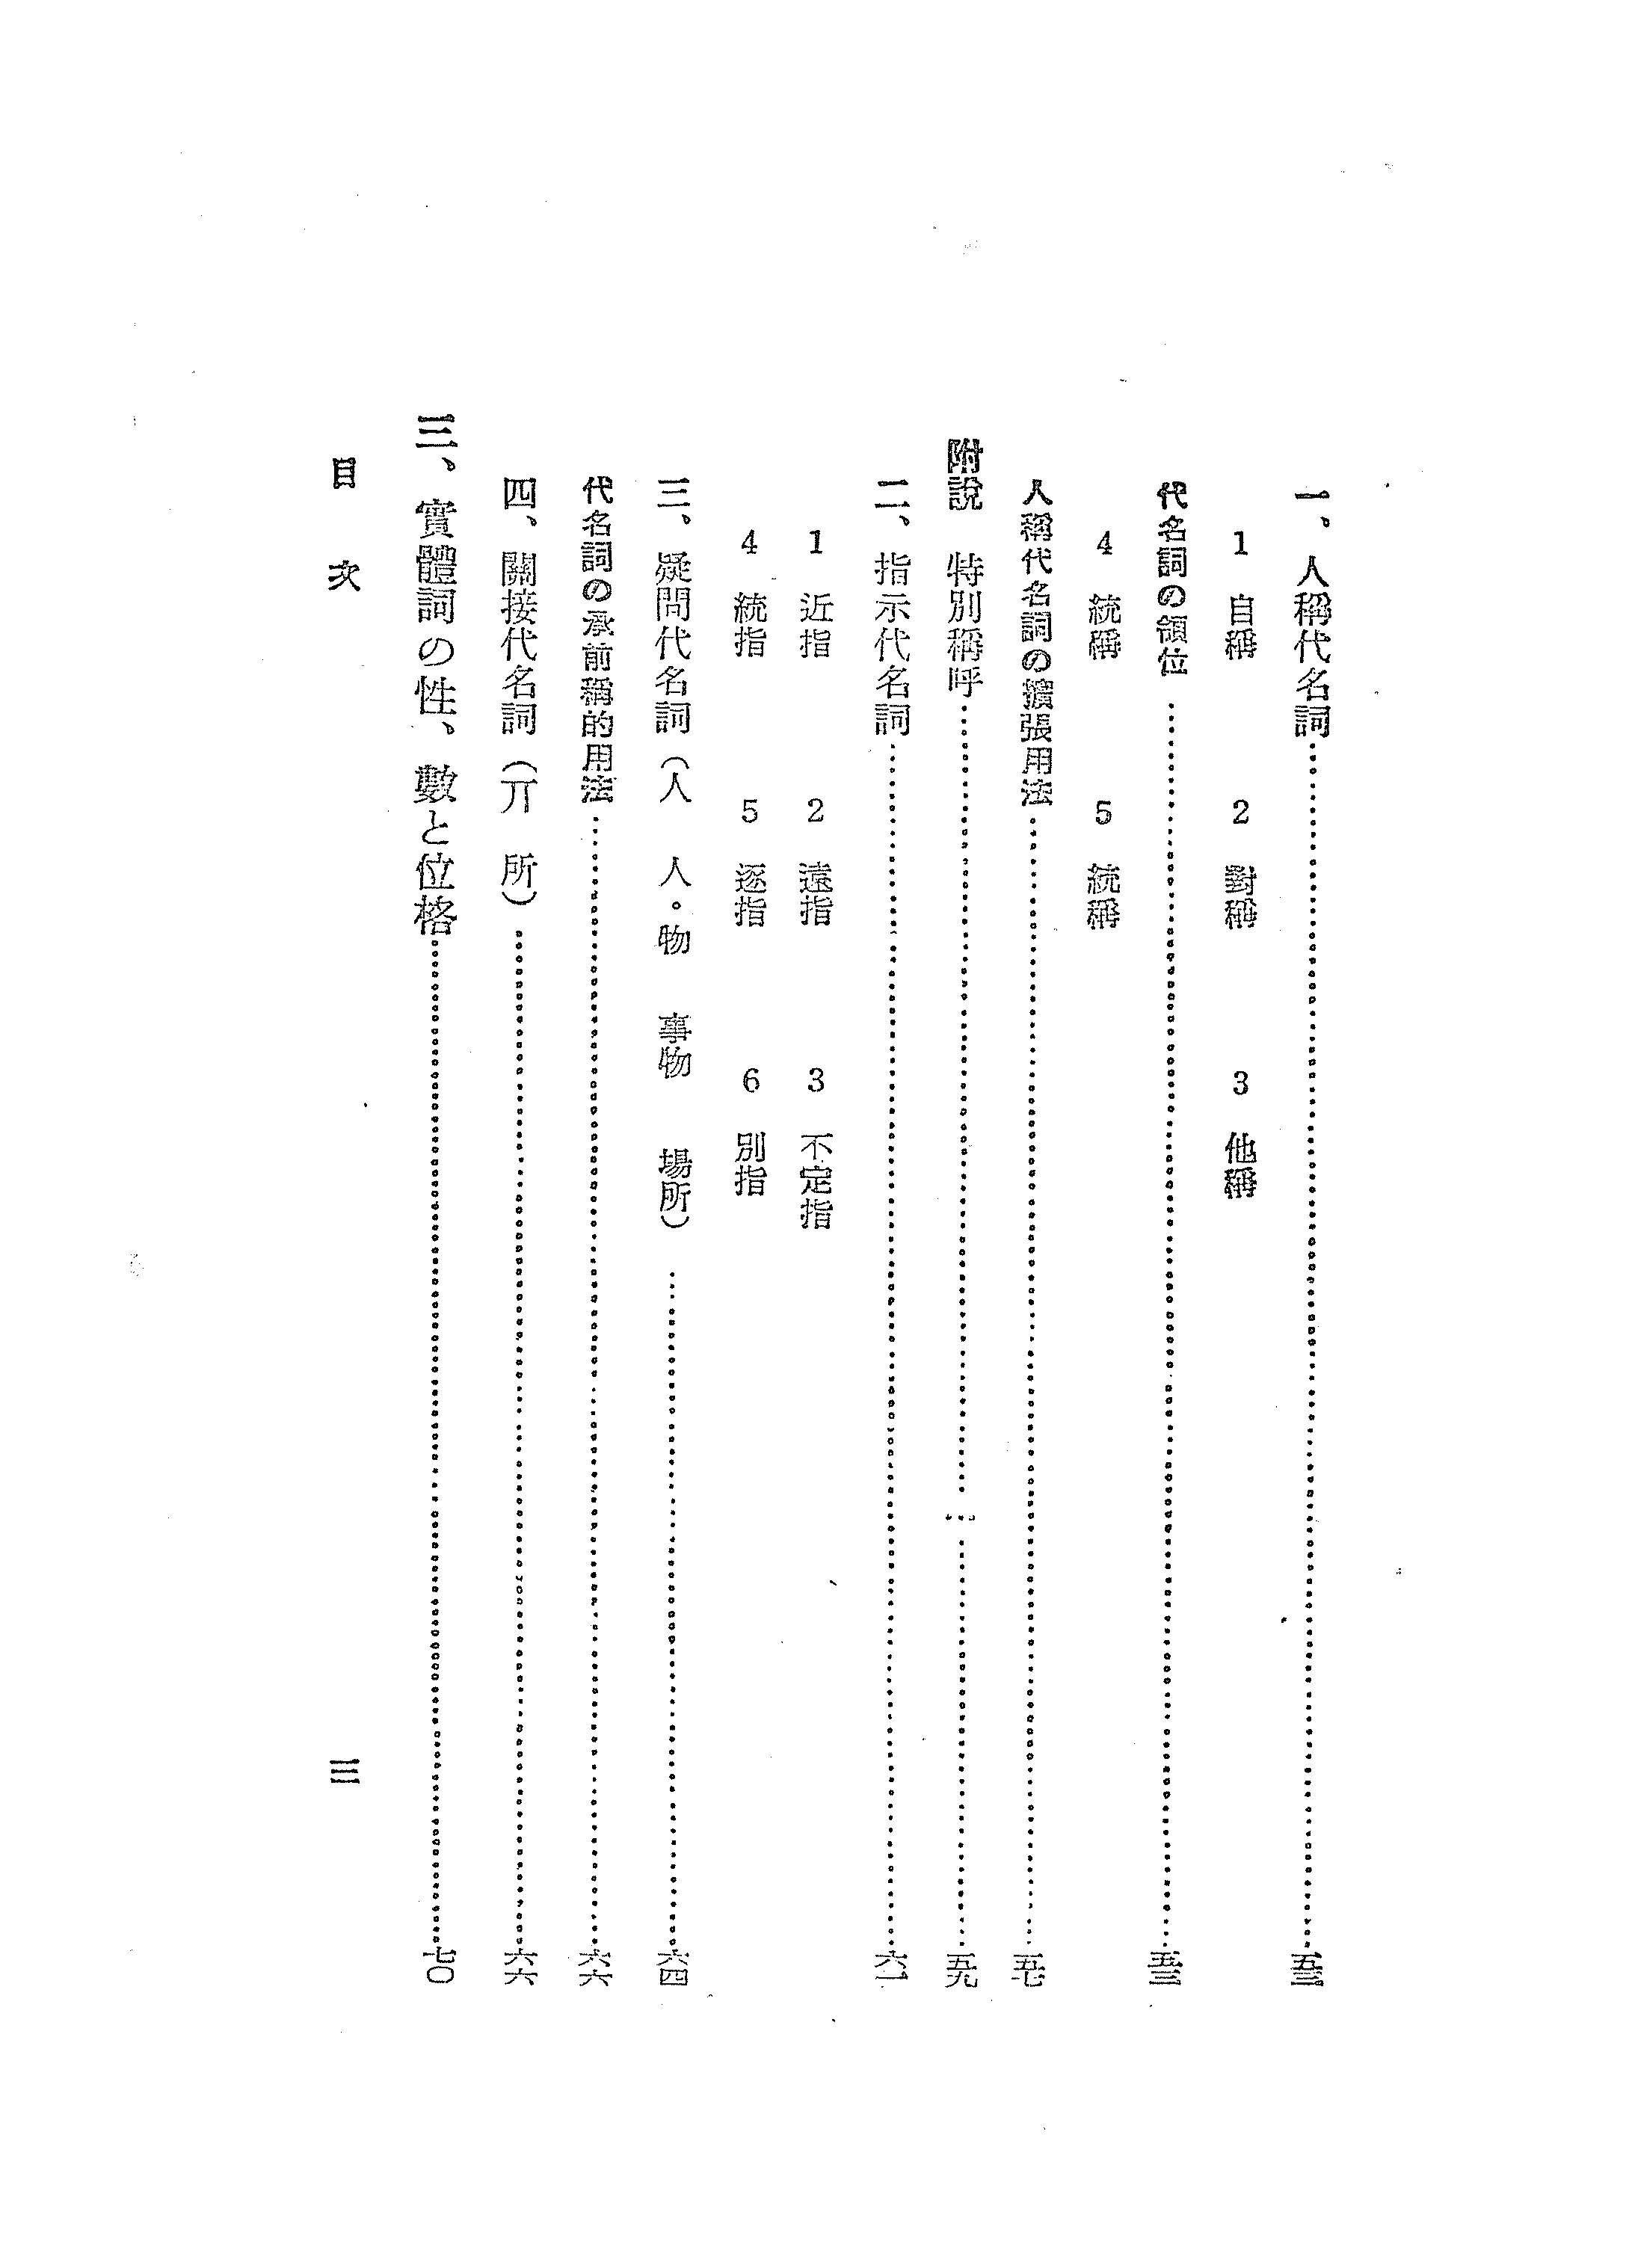 一、人稱代名詞……五三
1 自稱 2 對稱 3 他稱
代名詞の領位……五三
4 統稱 5 統稱
人稱代名詞の擴張用法……五七
附説 特別稱呼……五九
二、指示代名詞……六一
1 近指 2 遠指 3 不定指
4 統指 5 逐指 6 別指
三、疑問代名詞（人 人。物 事物 場所）……六四
代名詞の承前稱的用法……六六
四、關接代名詞（丌 所）……六六
三、實體詞の性、數と位格……七〇
目次 三